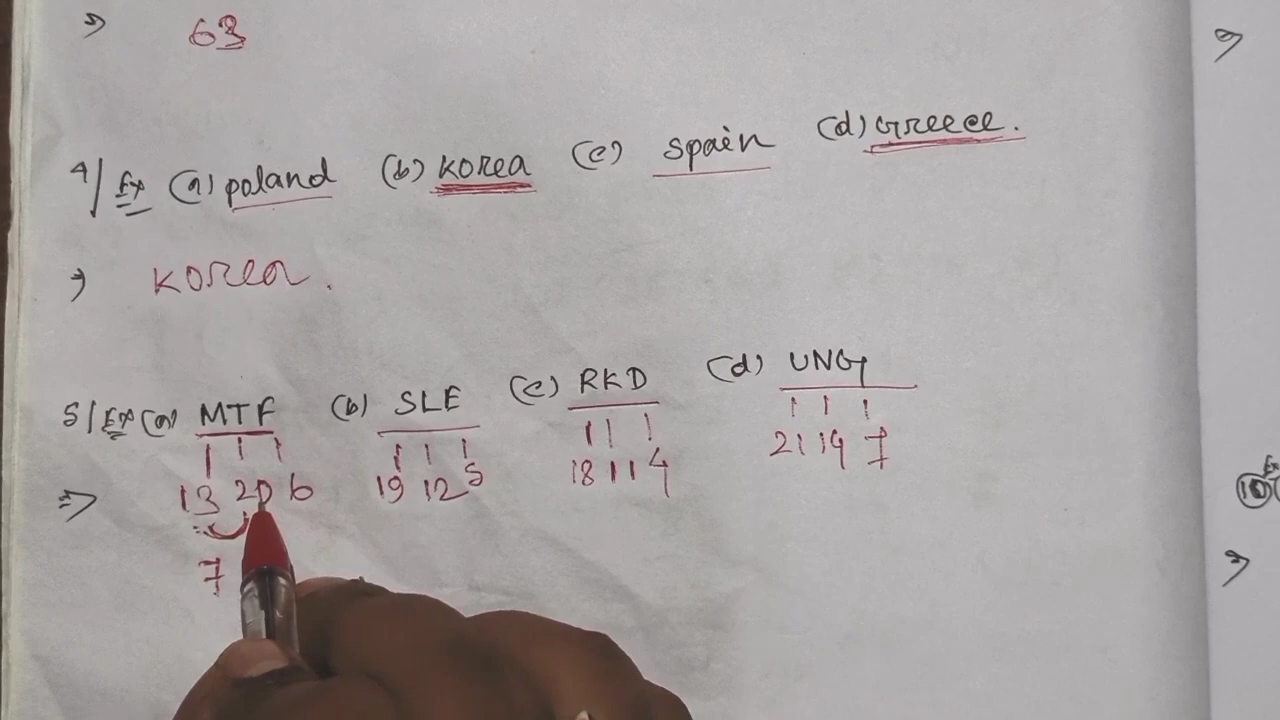 ⇒ 63
4/ Ex (a) poland (b) Korea (c) Spain (d) Greece.
⇒ Korea.
5/ Ex (a) MTF (b) SLE (c) RKD (d) UNG
⇒ 13 20 6 19 12 5 18 11 4 21 14 7
7
10